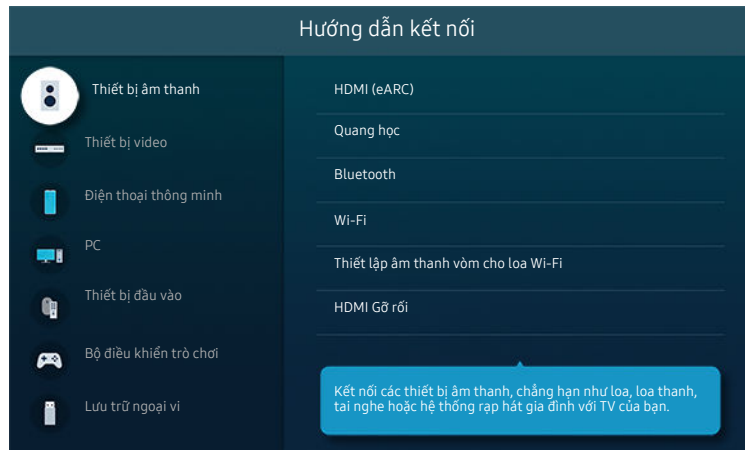 Hướng dẫn kết nối
Thiết bị âm thanh
Thiết bị video
Điện thoại thông minh
PC
Thiết bị đầu vào
Bộ điều khiển trò chơi
Lưu trữ ngoại vi
HDMI (eARC)
Quang học
Bluetooth
Wi-Fi
Thiết lập âm thanh vòm cho loa Wi-Fi
HDMI Gỡ rối
Kết nối các thiết bị âm thanh, chẳng hạn như loa, loa thanh,
tai nghe hoặc hệ thống rạp hát gia đình với TV của bạn.